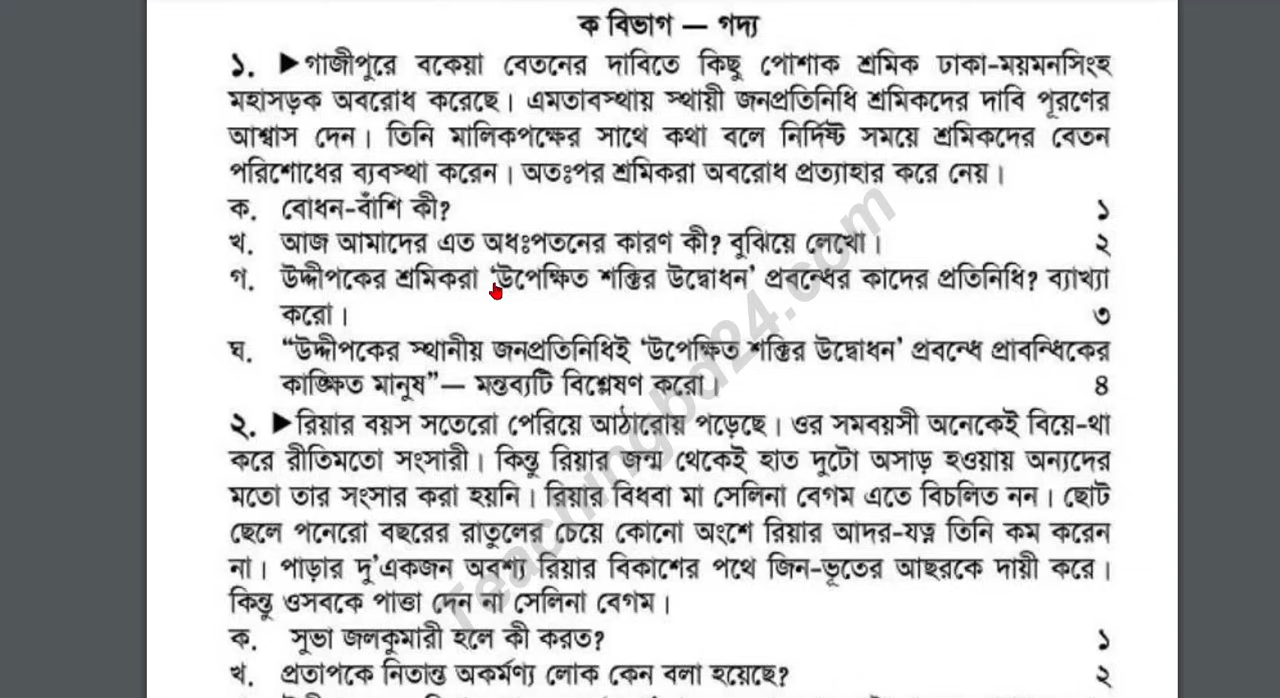 ক বিভাগ — গদ্য
১. ▶গাজীপুরে বকেয়া বেতনের দাবিতে কিছু পোশাক শ্রমিক ঢাকা-ময়মনসিংহ
মহাসড়ক অবরোধ করেছে। এমতাবস্থায় স্থায়ী জনপ্রতিনিধি শ্রমিকদের দাবি পূরণের
আশ্বাস দেন। তিনি মালিকপক্ষের সাথে কথা বলে নির্দিষ্ট সময়ে শ্রমিকদের বেতন
পরিশোধের ব্যবস্থা করেন। অতঃপর শ্রমিকরা অবরোধ প্রত্যাহার করে নেয়।
ক. বোধন-বাঁশি কী? ১
খ. আজ আমাদের এত অধঃপতনের কারণ কী? বুঝিয়ে লেখো। ২
গ. উদ্দীপকের শ্রমিকরা ‘উপেক্ষিত শক্তির উদ্বোধন’ প্রবন্ধের কাদের প্রতিনিধি? ব্যাখ্যা
করো। ৩
ঘ. “উদ্দীপকের স্থানীয় জনপ্রতিনিধিই ‘উপেক্ষিত শক্তির উদ্বোধন’ প্রবন্ধে প্রাবন্ধিকের
কাঙ্ক্ষিত মানুষ”— মন্তব্যটি বিশ্লেষণ করো। ৪
২. ▶রিয়ার বয়স সতেরো পেরিয়ে আঠারোয় পড়েছে। ওর সমবয়সী অনেকেই বিয়ে-থা
করে রীতিমতো সংসারী। কিন্তু রিয়ার জন্ম থেকেই হাত দুটো অসাড় হওয়ায় অন্যদের
মতো তার সংসার করা হয়নি। রিয়ার বিধবা মা সেলিনা বেগম এতে বিচলিত নন। ছোট
ছেলে পনেরো বছরের রাতুলের চেয়ে কোনো অংশে রিয়ার আদর-যত্ন তিনি কম করেন
না। পাড়ার দু’একজন অবশ্য রিয়ার বিকাশের পথে জিন-ভূতের আছরকে দায়ী করে।
কিন্তু ওসবকে পাত্তা দেন না সেলিনা বেগম।
ক. সুভা জলকুমারী হলে কী করত? ১
খ. প্রতাপকে নিতান্ত অকর্মণ্য লোক কেন বলা হয়েছে? ২
Teachingbd24.com